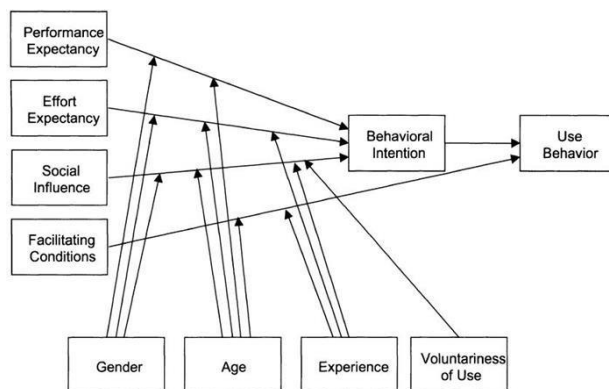 Performance
Expectancy
Effort
Expectancy
Social
Influence
Facilitating
Conditions
Behavioral
Intention
Use
Behavior
Gender
Age
Experience
Voluntariness
of Use